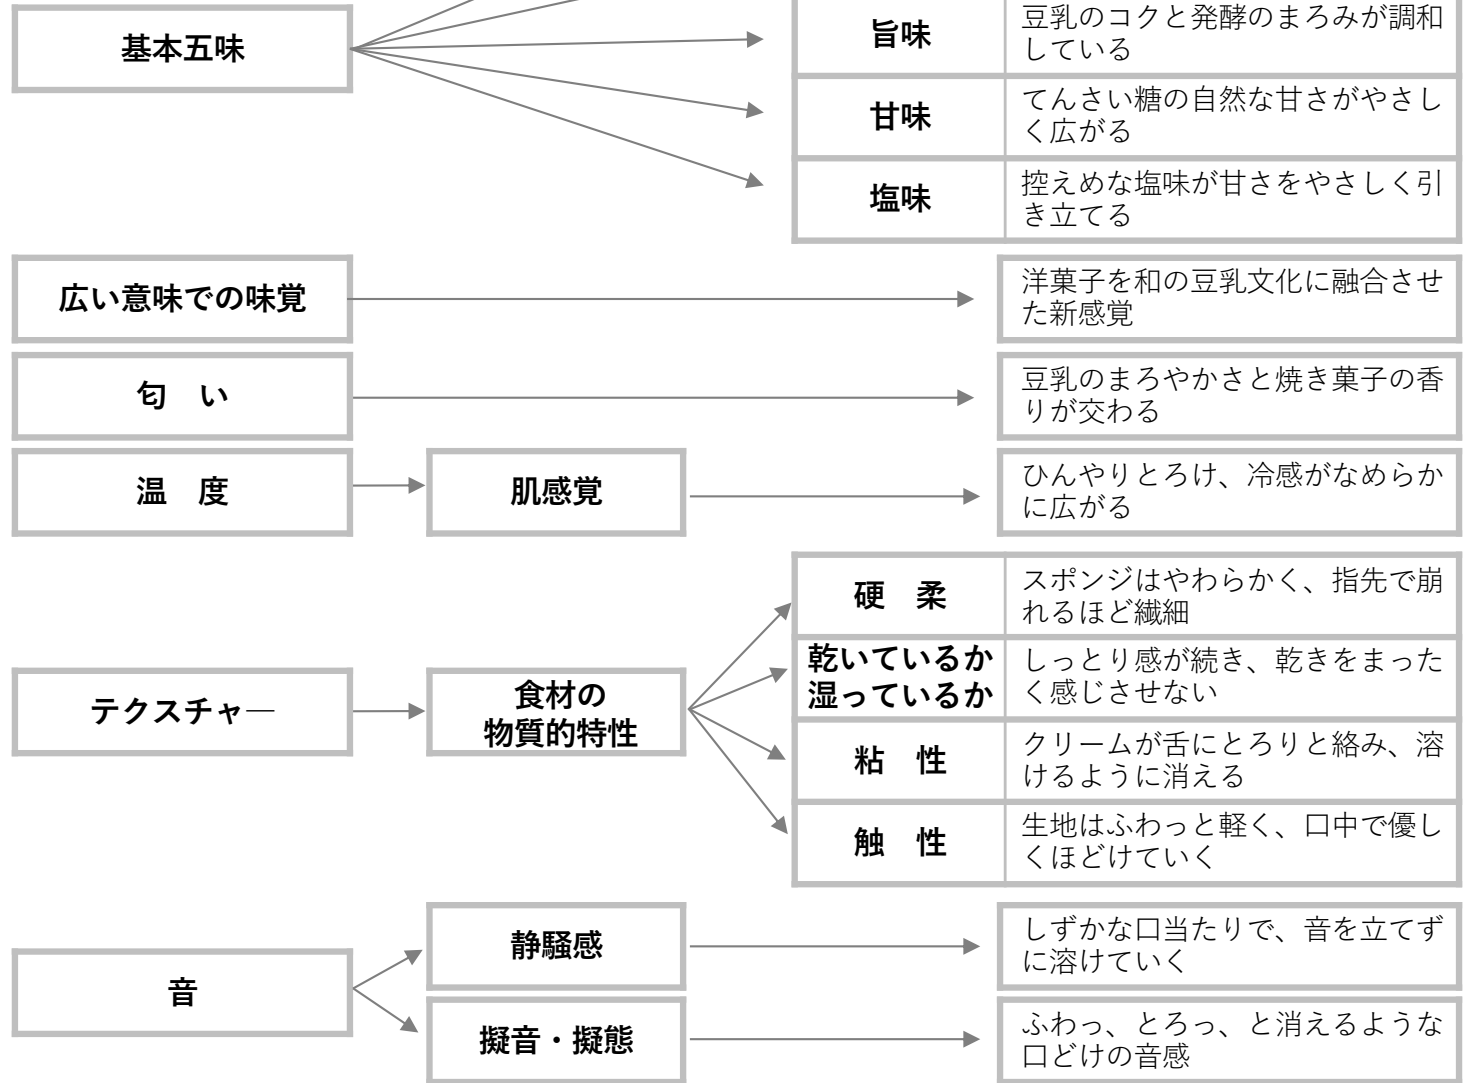 基本五味
旨味
豆乳のコクと発酵のまろみが調和
している
甘味
てんさい糖の自然な甘さがやさし
く広がる
塩味
控えめな塩味が甘さをやさしく引
き立てる
広い意味での味覚
洋菓子を和の豆乳文化に融合させ
た新感覚
匂　い
豆乳のまろやかさと焼き菓子の香
りが交わる
温　度
肌感覚
ひんやりとろけ、冷感がなめらか
に広がる
テクスチャ―
食材の
物質的特性
硬　柔
スポンジはやわらかく、指先で崩
れるほど繊細
乾いているか
湿っているか
しっとり感が続き、乾きをまった
く感じさせない
粘　性
クリームが舌にとろりと絡み、溶
けるように消える
触　性
生地はふわっと軽く、口中で優し
くほどけていく
音
静騒感
しずかな口当たりで、音を立てず
に溶けていく
擬音・擬態
ふわっ、とろっ、と消えるような
口どけの音感